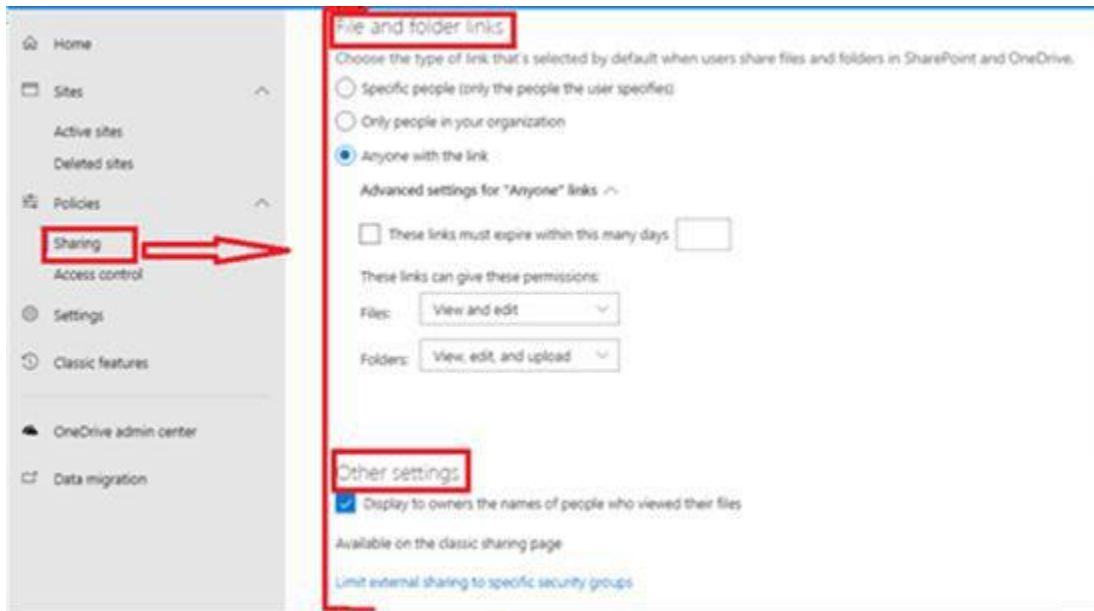 Home
Sites
Active sites
Deleted sites
Policies
Sharing
Access control
Settings
Classic features
OneDrive admin center
Data migration
File and folder links
Choose the type of link that's selected by default when users share files and folders in SharePoint and OneDrive.
Specific people (only the people the user specifies)
Only people in your organization
Anyone with the link
Advanced settings for "Anyone" links
These links must expire within this many days
These links can give these permissions:
Files: View and edit
Folders: View, edit, and upload
Other settings
Display to owners the names of people who viewed their files
Available on the classic sharing page
Limit external sharing to specific security groups